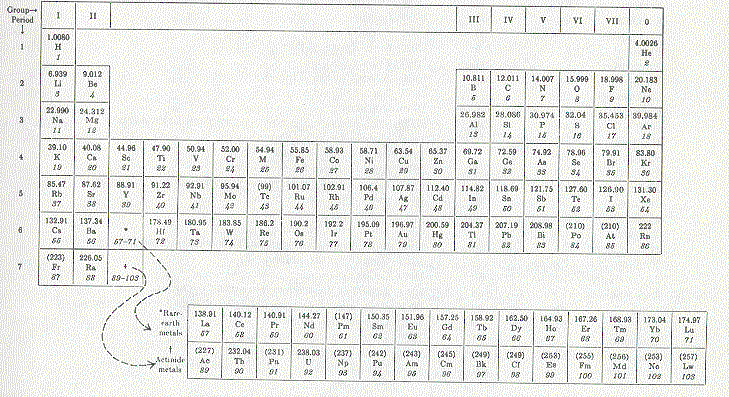 Group→ I II III IV V VI VII 0
Period
↓
1 1.0080 4.0026
H He
1 2
2 6.939 9.012 10.811 12.011 14.007 15.999 18.998 20.183
Li Be B C N O F Ne
3 4 5 6 7 8 9 10
3 22.990 24.312 26.982 28.086 30.974 32.04 35.453 39.984
Na Mg Al Si P S Cl Ar
11 12 13 14 15 16 17 18
4 39.10 40.08 44.96 47.90 50.94 52.00 54.94 55.85 58.93 58.71 63.54 65.37 69.72 72.59 74.92 78.96 79.91 83.80
K Ca Sc Ti V Cr M Fe Co Ni Cu Zn Ga Ge As Se Br Kr
19 20 21 22 23 24 25 26 27 28 29 30 31 32 33 34 35 36
5 85.47 87.62 88.91 91.22 92.91 95.94 (99) 101.07 102.91 106.4 107.87 112.40 114.82 118.69 121.75 127.60 126.90 131.30
Rb Sr Y Zr Nb Mo Te Ru Rh Pd Ag Cd In Sn Sb Te I Xe
37 38 39 40 41 42 43 44 45 46 47 48 49 50 51 52 53 54
6 132.91 137.34 * 178.49 180.95 183.85 186.2 190.2 192.2 195.09 196.97 200.59 204.37 207.19 208.98 (210) (210) 222
Cs Ba Hf Ta W Re Os Ir Pt Au Hg Tl Pb Bi Po At Rn
55 56 57-71 72 73 74 75 76 77 78 79 80 81 82 83 84 85 86
7 (223) 226.05 †
Fr Ra
87 88 89-103
*Rare- 138.91 140.12 140.91 144.27 (147) 150.35 151.96 157.25 158.92 162.50 164.93 167.26 168.93 173.04 174.97
earth La Ce Pr Nd Pm Sm Eu Gd Tb Dy Ho Er Tm Yb Lu
metals 57 58 59 60 61 62 63 64 65 66 67 68 69 70 71
† (227) 232.04 (231) 238.03 (237) (242) (243) (245) (249) (249) (253) (255) (256) (253) (257)
Actinide Ac Th Pa U Np Pu Am Cm Bk Cf Es Fm Md No Lw
metals 89 90 91 92 93 94 95 96 97 98 99 100 101 102 103